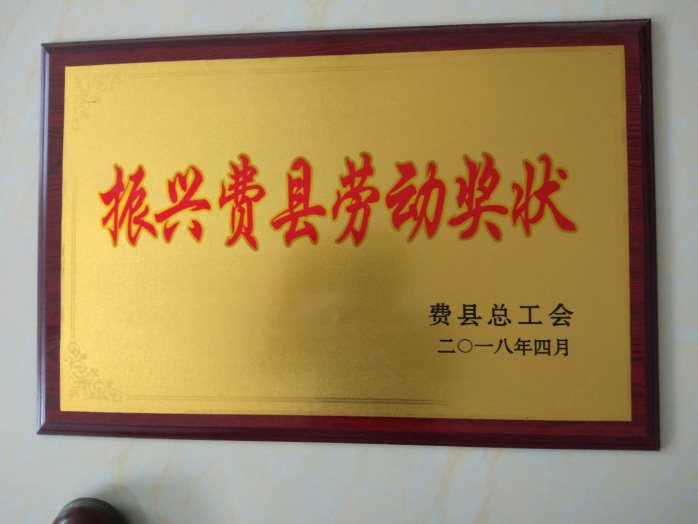 振兴费县劳动奖状
费县总工会
二〇一八年四月